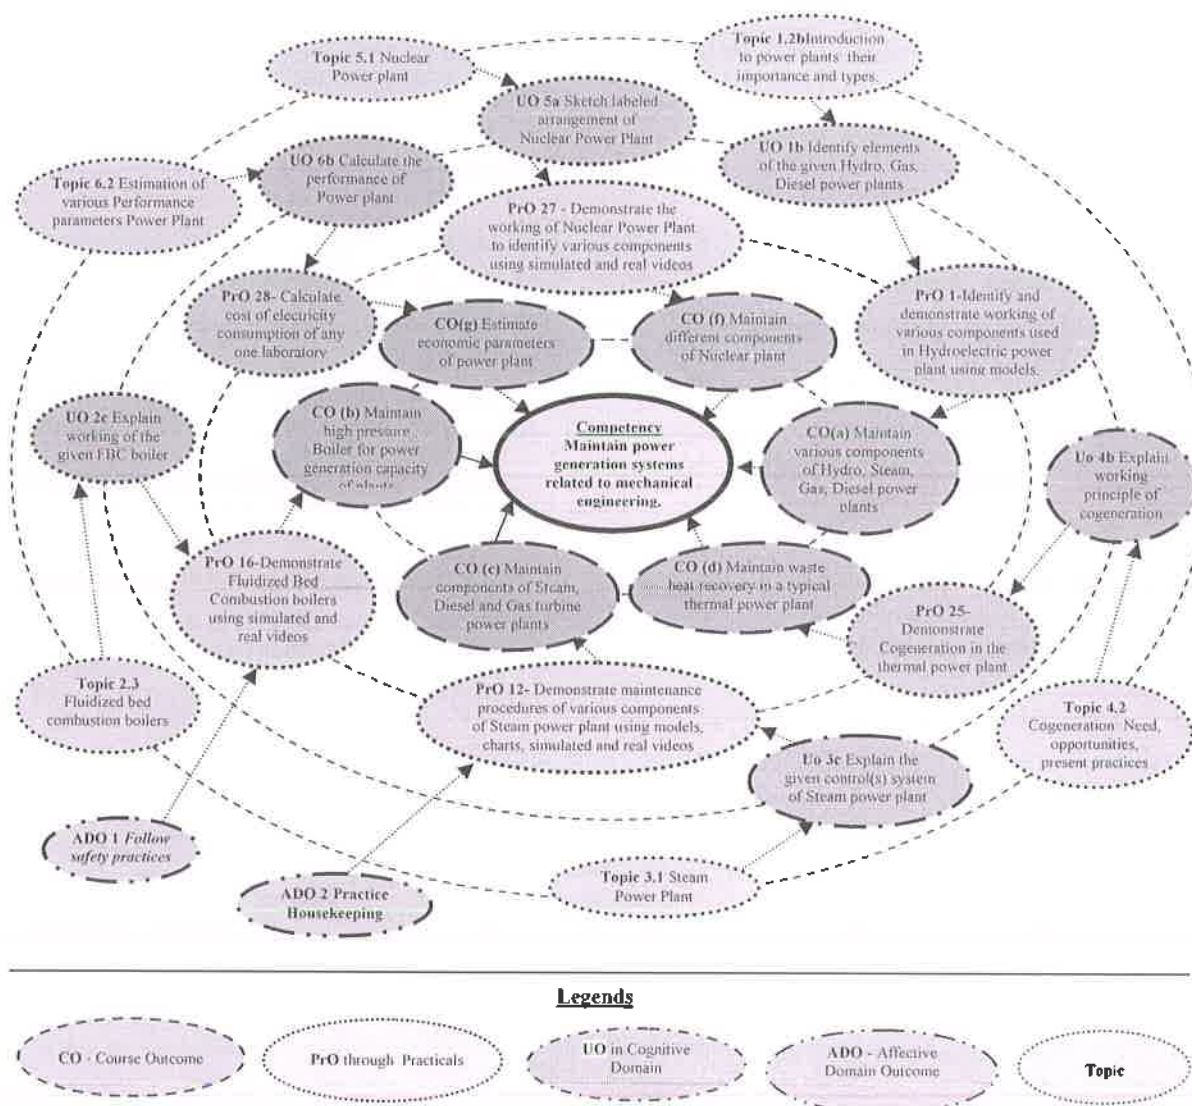 Topic 5.1 Nuclear
Power plant
Topic 1.2bIntroduction
to power plants their
importance and types.
UO 5a Sketch labeled
arrangement of
Nuclear Power Plant
UO 1b Identify elements
of the given Hydro, Gas,
Diesel power plants
UO 6b Calculate the
performance of
Power plant
Topic 6.2 Estimation of
various Performance
parameters Power Plant
PrO 27 - Demonstrate the
working of Nuclear Power Plant
to identify various components
using simulated and real videos
PrO 28- Calculate
cost of electricity
consumption of any
one laboratory
CO(g) Estimate
economic parameters
of power plant
CO (f) Maintain
different components
of Nuclear plant
PrO 1-Identify and
demonstrate working of
various components used
in Hydroelectric power
plant using models.
UO 2c Explain
working of the
given FBC boiler
CO (b) Maintain
high pressure
Boiler for power
generation capacity
of plants
Competency
Maintain power
generation systems
related to mechanical
engineering.
CO(a) Maintain
various components
of Hydro, Steam,
Gas, Diesel power
plants
Uo 4b Explain
working
principle of
cogeneration
PrO 16-Demonstrate
Fluidized Bed
Combustion boilers
using simulated and
real videos
CO (c) Maintain
components of Steam,
Diesel and Gas turbine
power plants
CO (d) Maintain waste
heat recovery in a typical
thermal power plant
PrO 25-
Demonstrate
Cogeneration in the
thermal power plant
Topic 2.3
Fluidized bed
combustion boilers
PrO 12- Demonstrate maintenance
procedures of various components
of Steam power plant using models,
charts, simulated and real videos
Topic 4.2
Cogeneration Need,
opportunities,
present practices
Uo 3c Explain the
given control(s) system
of Steam power plant
ADO 1 Follow
safety practices
ADO 2 Practice
Housekeeping
Topic 3.1 Steam
Power Plant
Legends
CO - Course Outcome
PrO through Practicals
UO in Cognitive
Domain
ADO - Affective
Domain Outcome
Topic